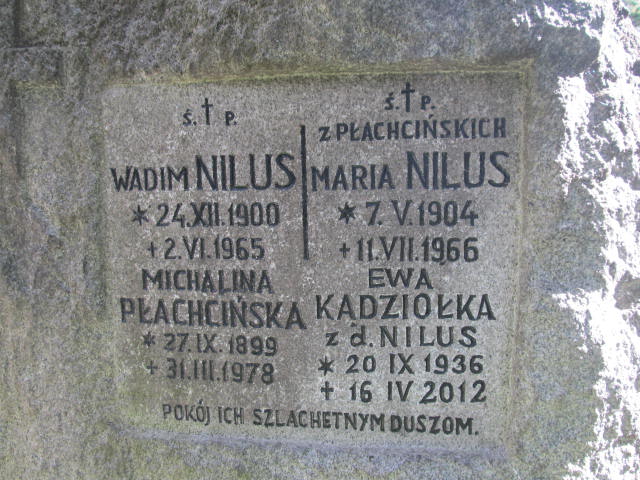 Ś. † P.
WADIM NILUS
* 24.XII.1900
+ 2.VI.1965
MICHALINA
PŁACHCIŃSKA
* 27.IX.1899
+ 31.III.1978
Ś. † P.
Z PŁACHCIŃSKICH
MARIA NILUS
* 7.V.1904
+ 11.VII.1966
EWA
KADZIOŁKA
z d. NILUS
* 20 IX 1936
+ 16 IV 2012
POKÓJ ICH SZLACHETNYM DUSZOM.